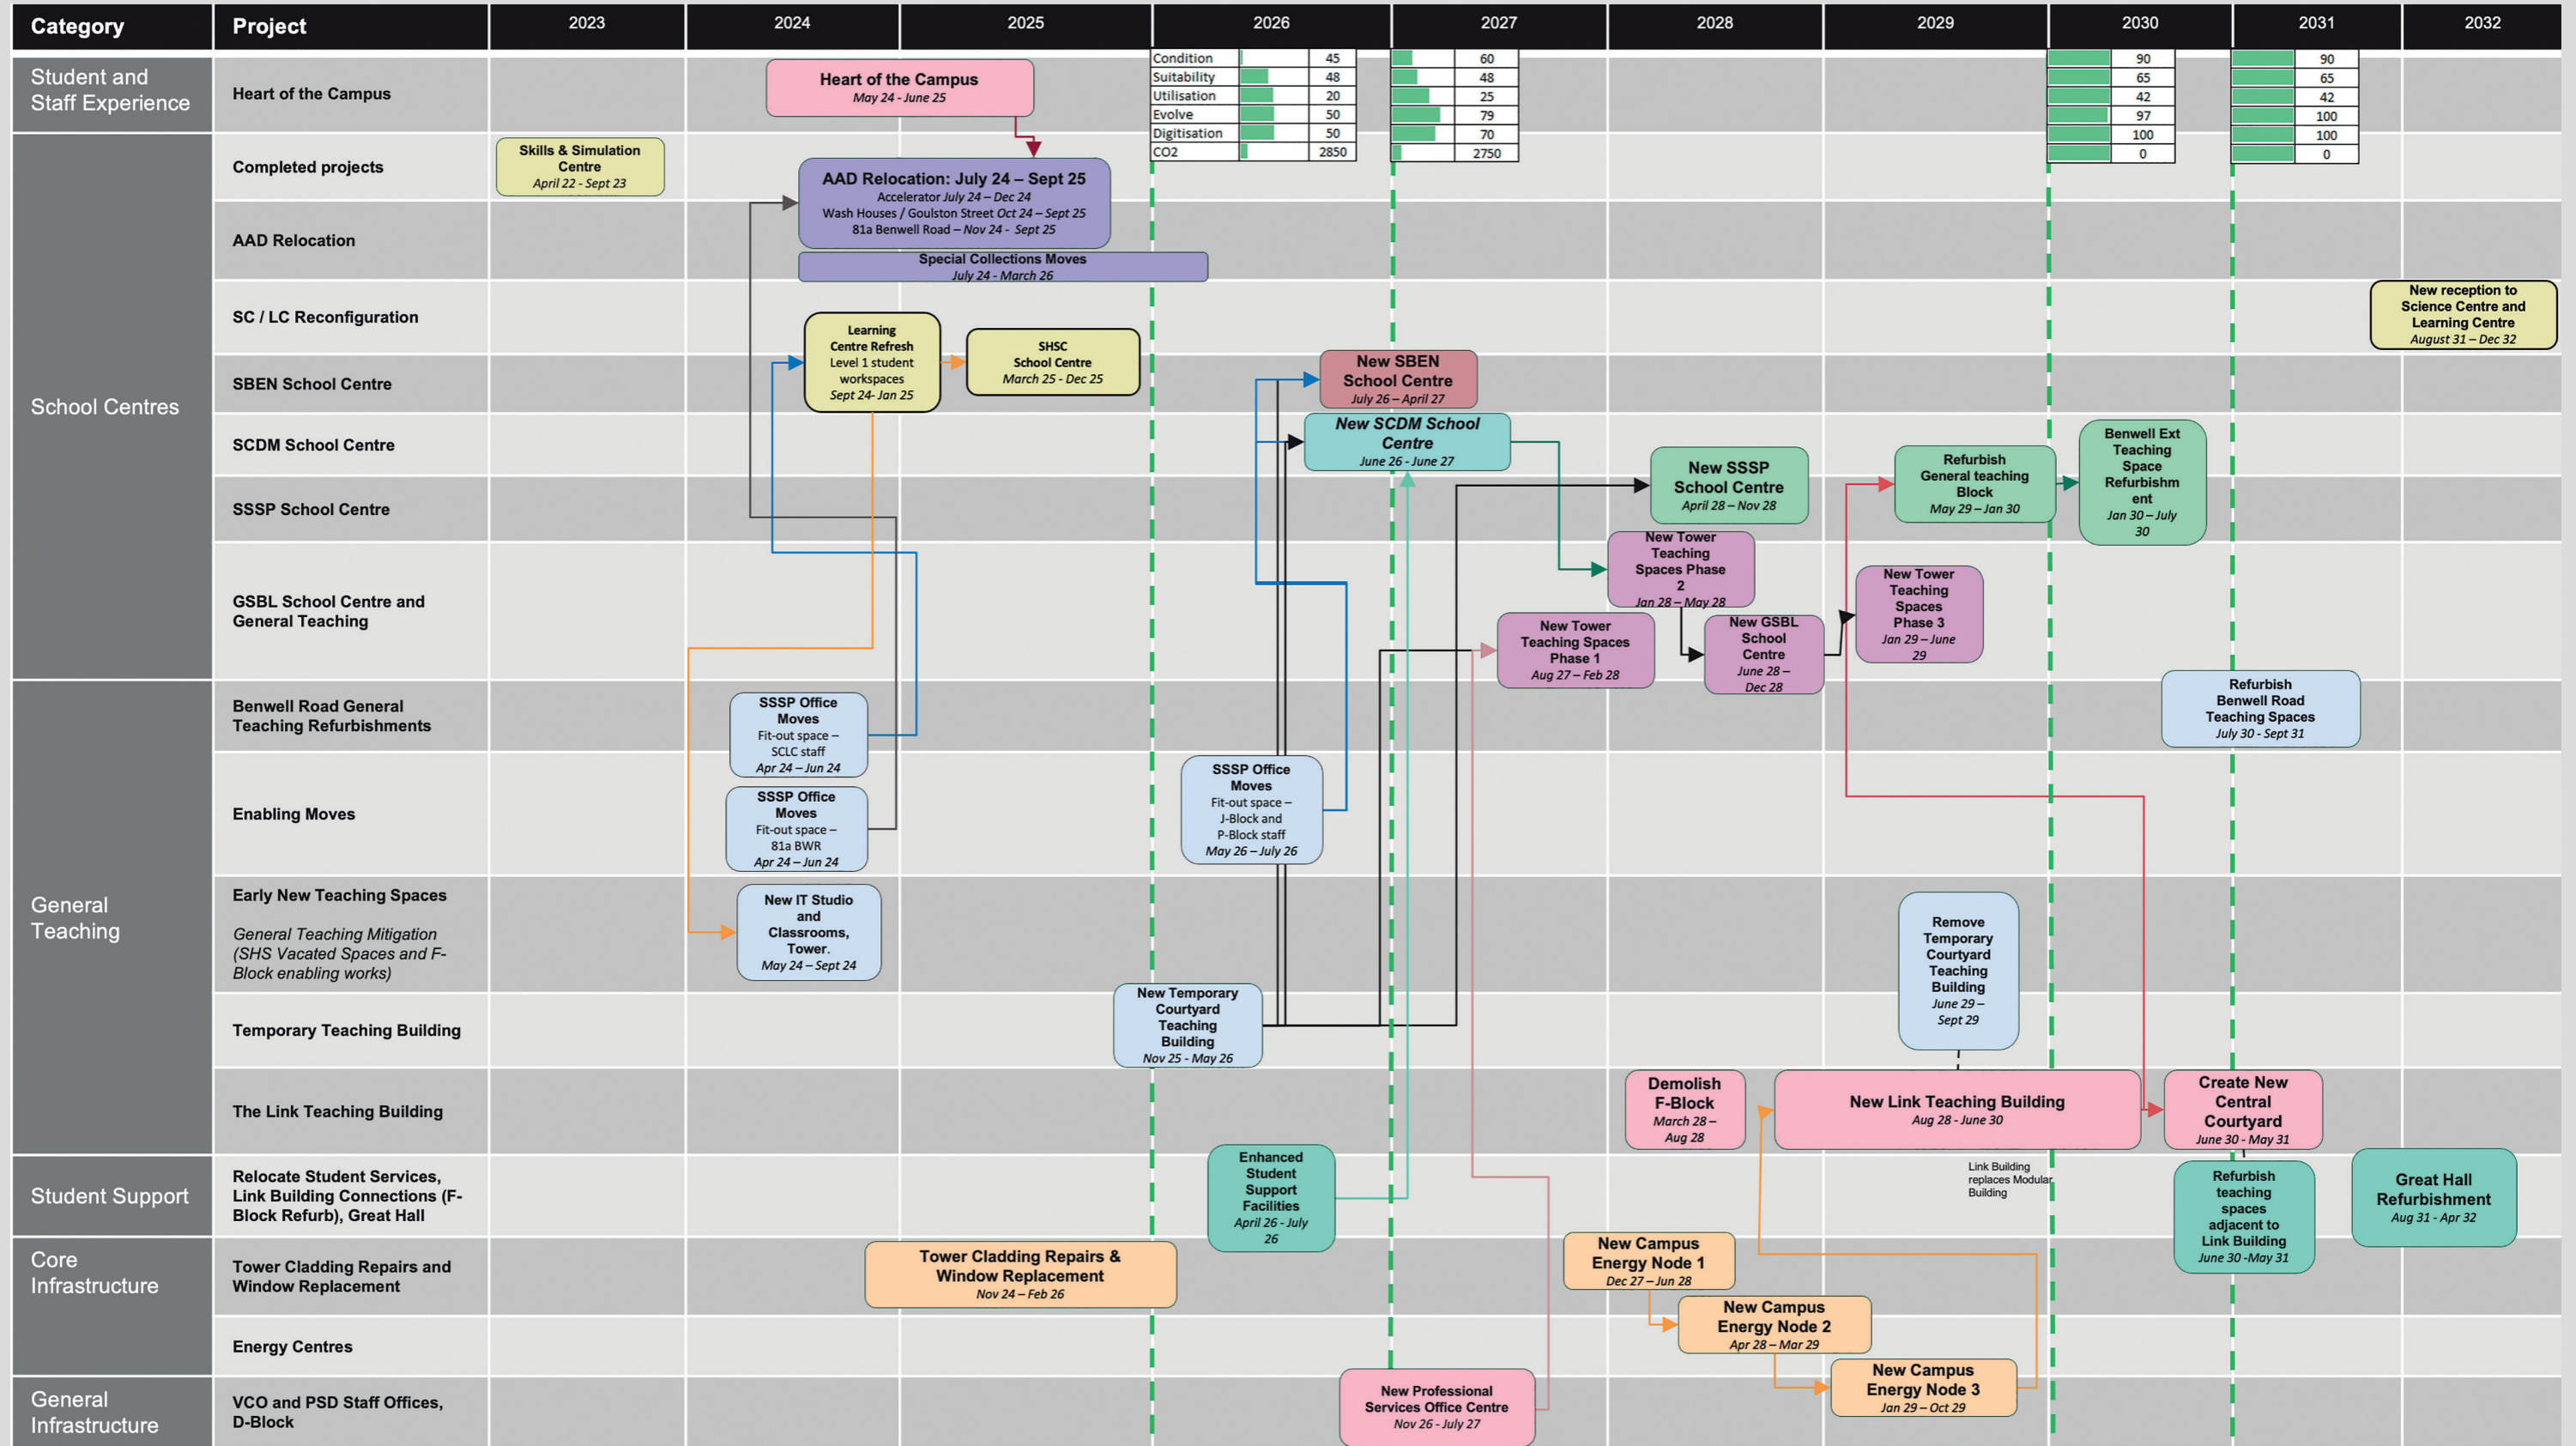 Category
Project
2023
2024
2025
2026
2027
2028
2029
2030
2031
2032
Condition 45
Suitability 48
Utilisation 20
Evolve 50
Digitisation 50
CO2 2850
60
48
25
79
70
2750
90
65
42
97
100
0
90
65
42
100
100
0
Student and
Staff Experience
Heart of the Campus
Heart of the Campus
May 24 - June 25
School Centres
Completed projects
Skills & Simulation
Centre
April 22 - Sept 23
AAD Relocation
AAD Relocation: July 24 – Sept 25
Accelerator July 24 – Dec 24
Wash Houses / Goulston Street Oct 24 – Sept 25
81a Benwell Road – Nov 24 - Sept 25
Special Collections Moves
July 24 - March 26
SC / LC Reconfiguration
Learning
Centre Refresh
Level 1 student
workspaces
Sept 24- Jan 25
SHSC
School Centre
March 25 - Dec 25
New reception to
Science Centre and
Learning Centre
August 31 – Dec 32
SBEN School Centre
New SBEN
School Centre
July 26 – April 27
SCDM School Centre
New SCDM School
Centre
June 26 - June 27
SSSP School Centre
New SSSP
School Centre
April 28 – Nov 28
Refurbish
General teaching
Block
May 29 – Jan 30
Benwell Ext
Teaching
Space
Refurbishm
ent
Jan 30 – July
30
GSBL School Centre and
General Teaching
New Tower
Teaching
Spaces Phase
2
Jan 28 – May 28
New Tower
Teaching Spaces
Phase 1
Aug 27 – Feb 28
New GSBL
School
Centre
June 28 –
Dec 28
New Tower
Teaching
Spaces
Phase 3
Jan 29 – June
29
General
Teaching
Benwell Road General
Teaching Refurbishments
SSSP Office
Moves
Fit-out space –
SCLC staff
Apr 24 – Jun 24
Refurbish
Benwell Road
Teaching Spaces
July 30 - Sept 31
Enabling Moves
SSSP Office
Moves
Fit-out space –
81a BWR
Apr 24 – Jun 24
SSSP Office
Moves
Fit-out space –
J-Block and
P-Block staff
May 26 – July 26
Early New Teaching Spaces
General Teaching Mitigation
(SHS Vacated Spaces and F-
Block enabling works)
New IT Studio
and
Classrooms,
Tower.
May 24 – Sept 24
Remove
Temporary
Courtyard
Teaching
Building
June 29 –
Sept 29
Temporary Teaching Building
New Temporary
Courtyard
Teaching
Building
Nov 25 - May 26
The Link Teaching Building
Demolish
F-Block
March 28 –
Aug 28
New Link Teaching Building
Aug 28 - June 30
Create New
Central
Courtyard
June 30 - May 31
Link Building
replaces Modular
Building
Student Support
Relocate Student Services,
Link Building Connections (F-
Block Refurb), Great Hall
Enhanced
Student
Support
Facilities
April 26 - July
26
Refurbish
teaching
spaces
adjacent to
Link Building
June 30 -May 31
Great Hall
Refurbishment
Aug 31 - Apr 32
Core
Infrastructure
Tower Cladding Repairs and
Window Replacement
Tower Cladding Repairs &
Window Replacement
Nov 24 – Feb 26
New Campus
Energy Node 1
Dec 27 – Jun 28
Energy Centres
New Campus
Energy Node 2
Apr 28 – Mar 29
New Campus
Energy Node 3
Jan 29 – Oct 29
General
Infrastructure
VCO and PSD Staff Offices,
D-Block
New Professional
Services Office Centre
Nov 26 - July 27